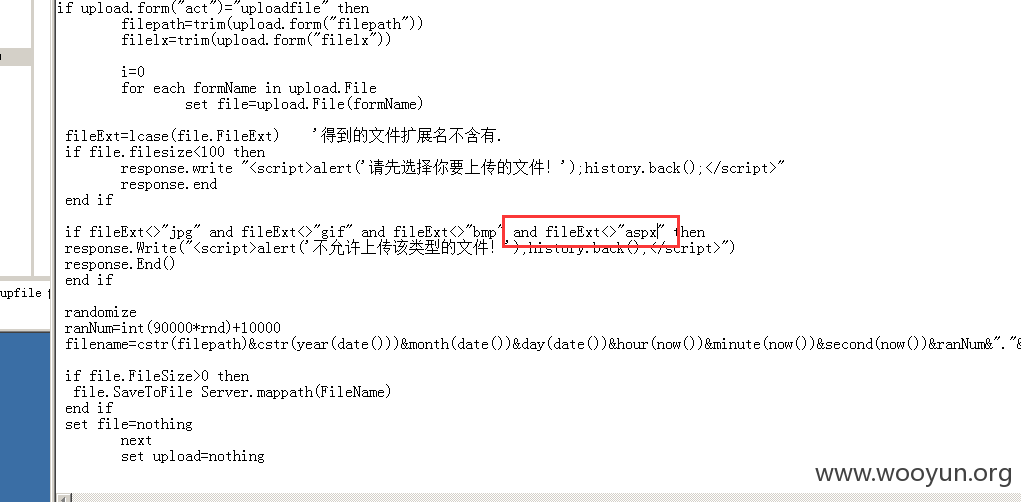 if upload.form("act")="uploadfile" then
filepath=trim(upload.form("filepath"))
filelx=trim(upload.form("filelx"))
i=0
for each formName in upload.File
set file=upload.File(formName)
fileExt=lcase(file.FileExt) '得到的文件扩展名不含有.
if file.filesize<100 then
response.write "<script>alert('请先选择你要上传的文件！');history.back();</script>"
response.end
end if
if fileExt<>"jpg" and fileExt<>"gif" and fileExt<>"bmp" and fileExt<>"aspx" then
response.Write("<script>alert('不允许上传该类型的文件！');history.back();</script>")
response.End()
end if
upfile
randomize
ranNum=int(90000*rnd)+10000
filename=cstr(filepath)&cstr(year(date()))&month(date())&day(date())&hour(now())&minute(now())&second(now())&ranNum&"."&
if file.FileSize>0 then
file.SaveToFile Server.mappath(FileName)
end if
set file=nothing
next
set upload=nothing
www.wooyun.org